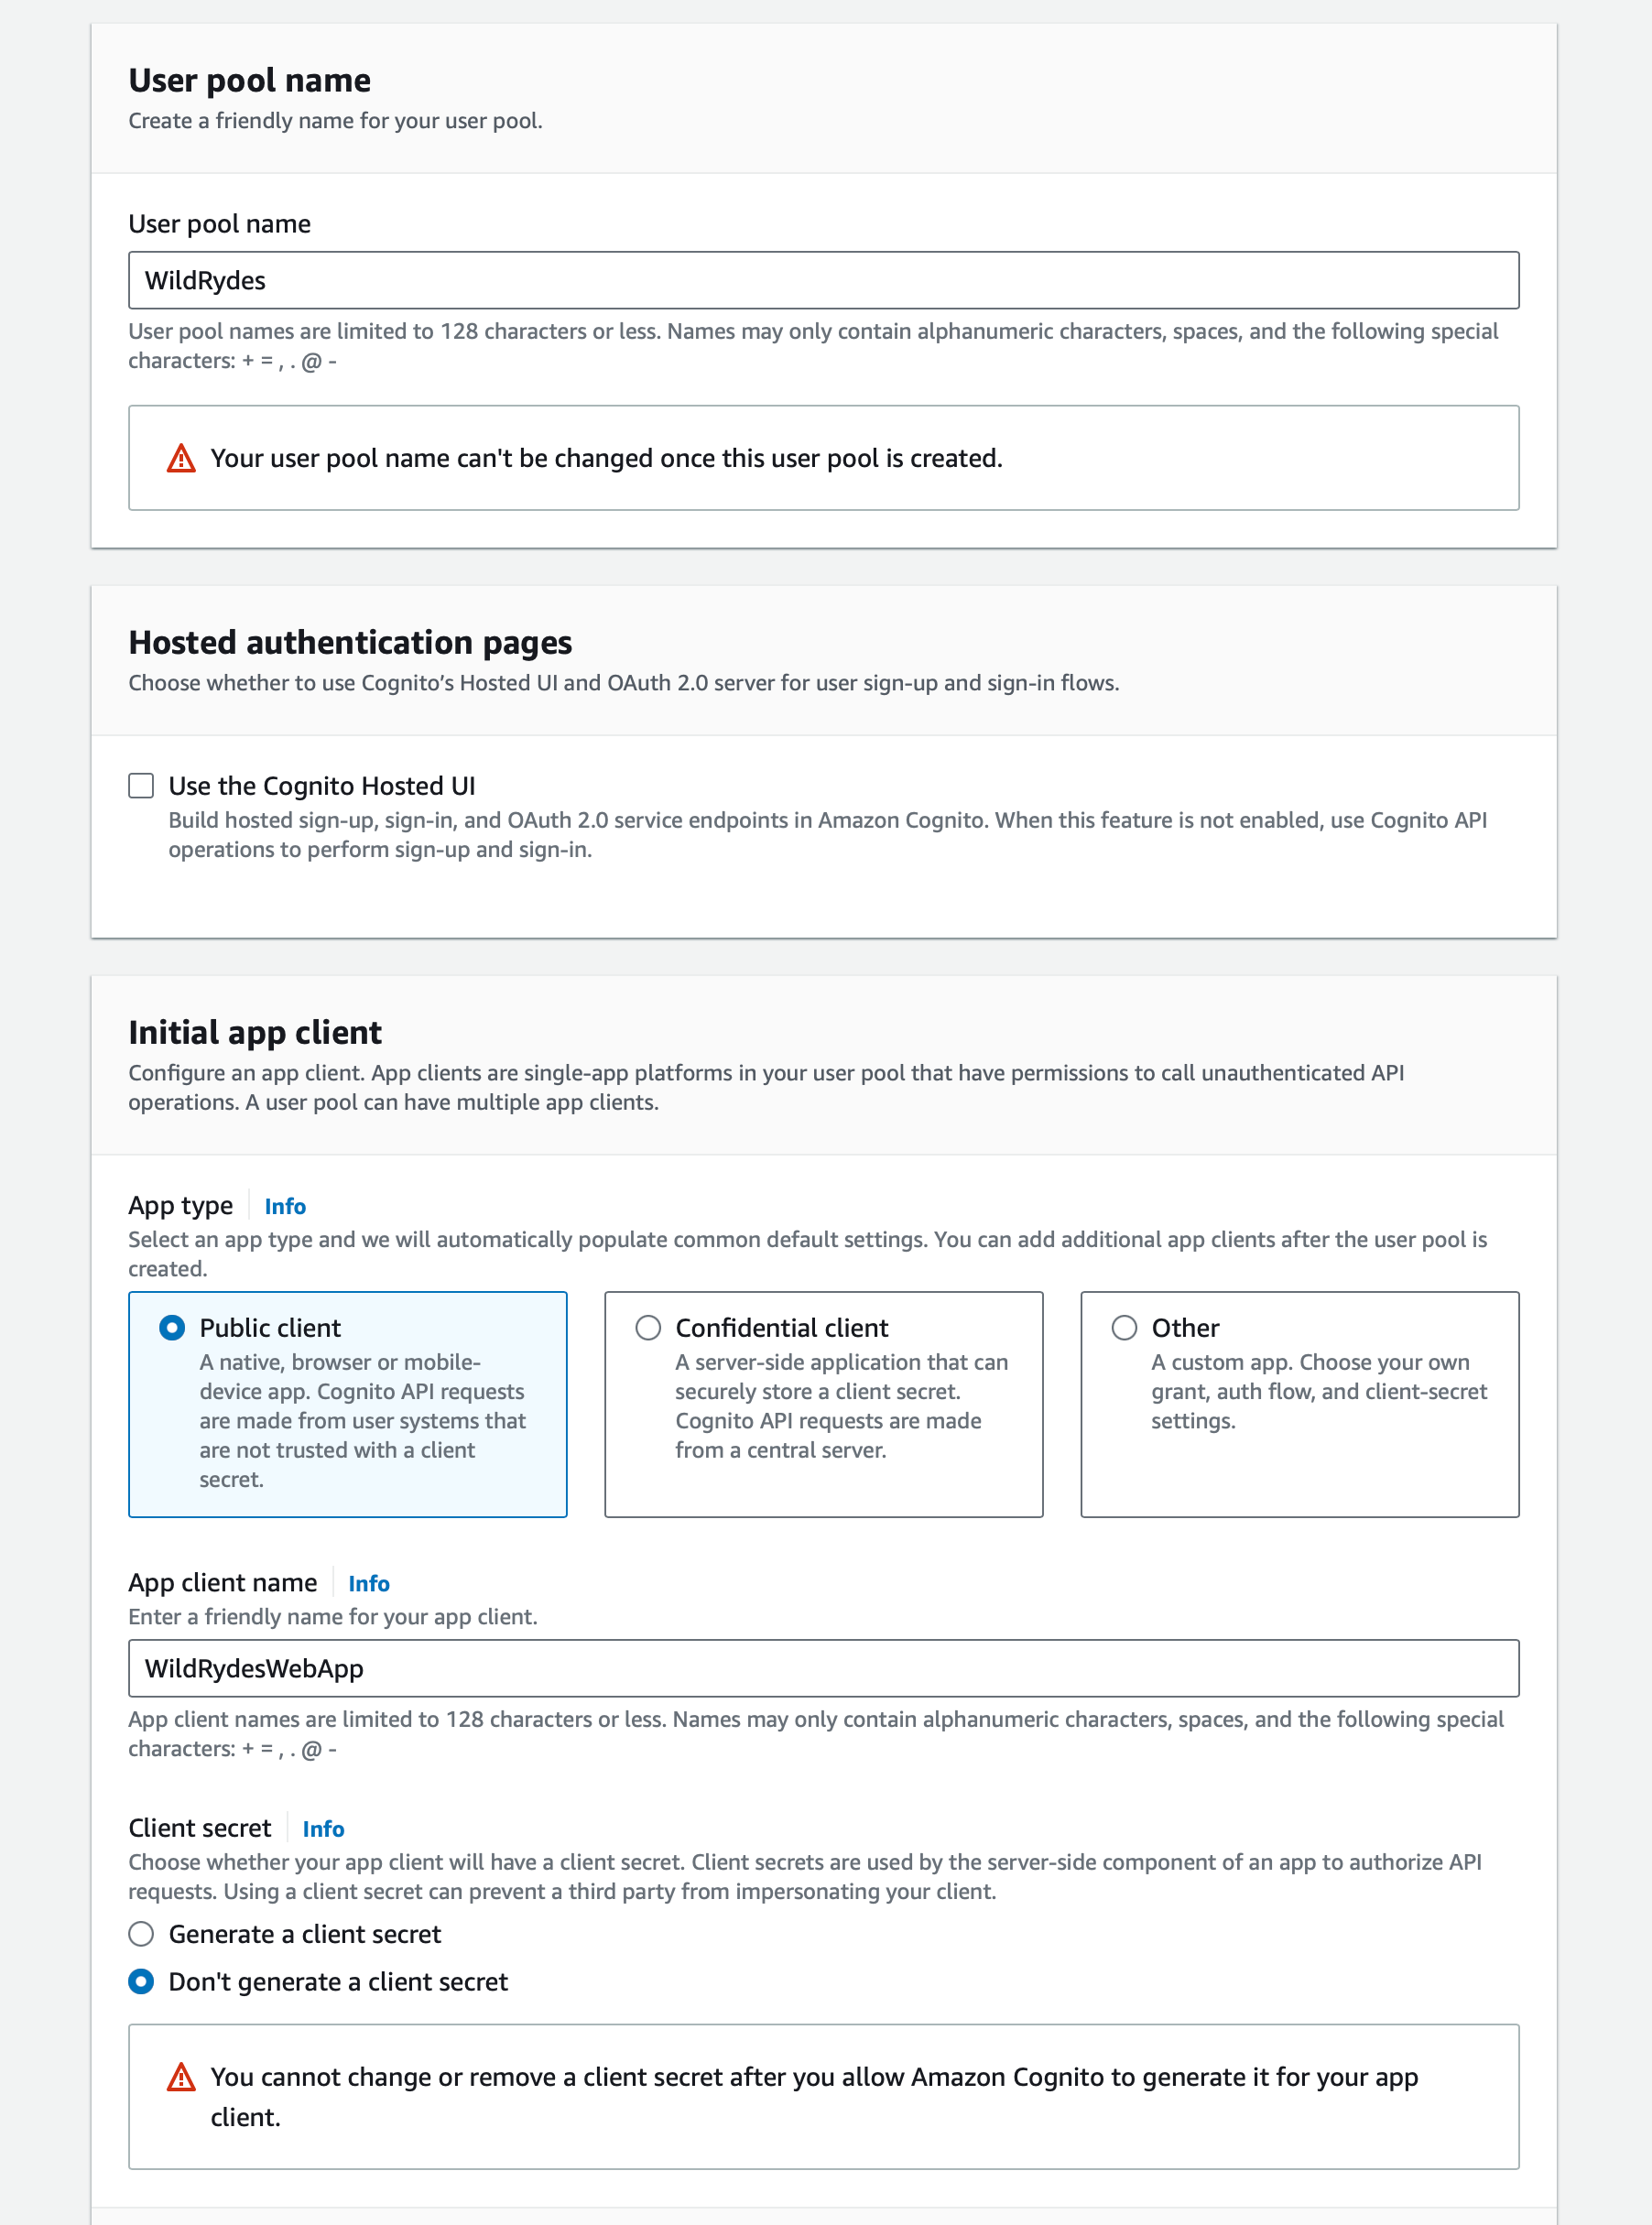 User pool name
Create a friendly name for your user pool.
User pool name
WildRydes
User pool names are limited to 128 characters or less. Names may only contain alphanumeric characters, spaces, and the following special
characters: + = , . @ -
Your user pool name can't be changed once this user pool is created.
Hosted authentication pages
Choose whether to use Cognito’s Hosted UI and OAuth 2.0 server for user sign-up and sign-in flows.
Use the Cognito Hosted UI
Build hosted sign-up, sign-in, and OAuth 2.0 service endpoints in Amazon Cognito. When this feature is not enabled, use Cognito API
operations to perform sign-up and sign-in.
Initial app client
Configure an app client. App clients are single-app platforms in your user pool that have permissions to call unauthenticated API
operations. A user pool can have multiple app clients.
App type Info
Select an app type and we will automatically populate common default settings. You can add additional app clients after the user pool is
created.
Public client
A native, browser or mobile-
device app. Cognito API requests
are made from user systems that
are not trusted with a client
secret.
Confidential client
A server-side application that can
securely store a client secret.
Cognito API requests are made
from a central server.
Other
A custom app. Choose your own
grant, auth flow, and client-secret
settings.
App client name Info
Enter a friendly name for your app client.
WildRydesWebApp
App client names are limited to 128 characters or less. Names may only contain alphanumeric characters, spaces, and the following special
characters: + = , . @ -
Client secret Info
Choose whether your app client will have a client secret. Client secrets are used by the server-side component of an app to authorize API
requests. Using a client secret can prevent a third party from impersonating your client.
Generate a client secret
Don't generate a client secret
You cannot change or remove a client secret after you allow Amazon Cognito to generate it for your app
client.